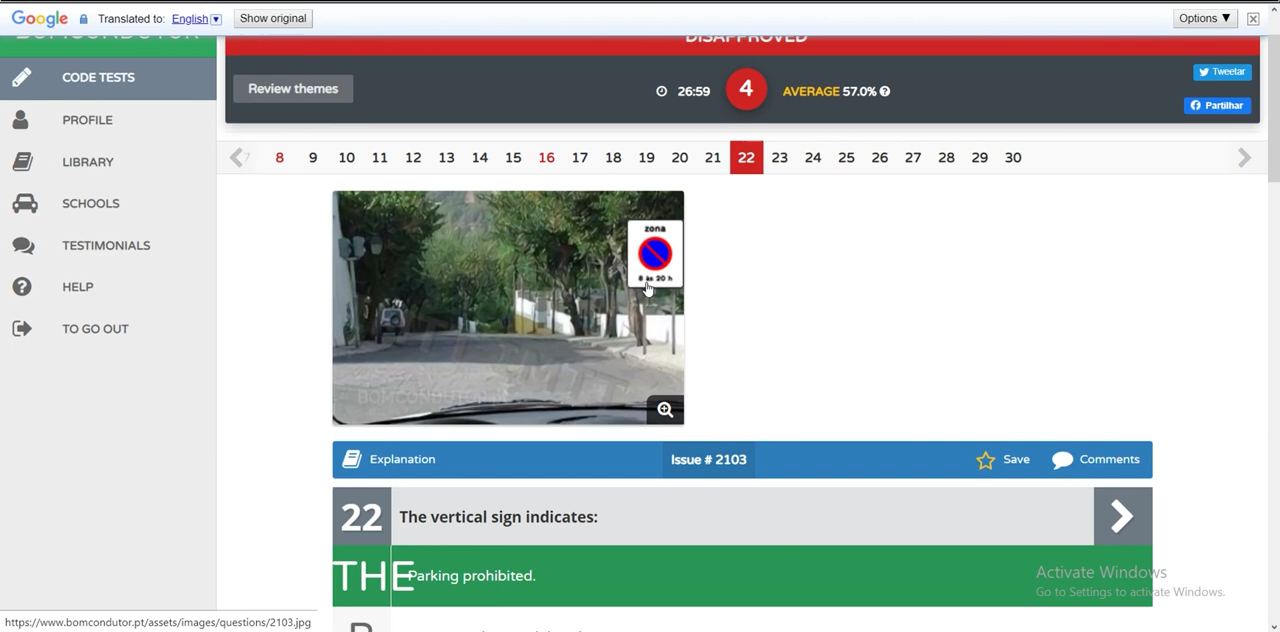 Google Translated to: English Show original Options ▼
BOMCONDUTOR
DISAPPROVED
CODE TESTS
Review themes
26:59
4
AVERAGE 57.0%
Tweetar
Partilhar
PROFILE
7 8 9 10 11 12 13 14 15 16 17 18 19 20 21 22 23 24 25 26 27 28 29 30
LIBRARY
SCHOOLS
TESTIMONIALS
HELP
TO GO OUT
zona
8 às 20 h
BOMCONDUTOR.PT
Explanation
Issue # 2103
Save
Comments
22 The vertical sign indicates:
THE Parking prohibited.
B
Activate Windows
Go to Settings to activate Windows.
https://www.bomcondutor.pt/assets/images/questions/2103.jpg